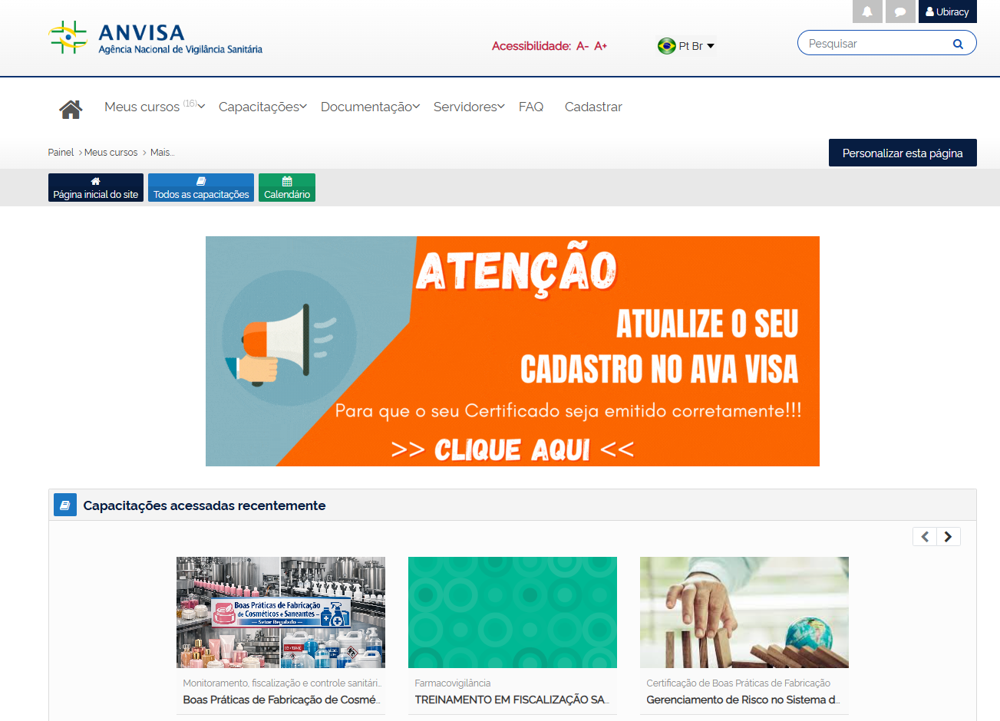 Ubiracy
ANVISA
Agência Nacional de Vigilância Sanitária
Acessibilidade: A- A+
Pt Br
Pesquisar
Meus cursos (16)
Capacitações
Documentação
Servidores
FAQ
Cadastrar
Painel > Meus cursos > Mais...
Personalizar esta página
Página inicial do site
Todos as capacitações
Calendário
ATENÇÃO
ATUALIZE O SEU
CADASTRO NO AVA VISA
Para que o seu Certificado seja emitido corretamente!!!
>> CLIQUE AQUI <<
Capacitações acessadas recentemente
Boas Práticas de Fabricação
de Cosméticos e Saneantes –
— Setor Regulado —
Monitoramento, fiscalização e controle sanitári...
Boas Práticas de Fabricação de Cosmé...
Farmacovigilância
TREINAMENTO EM FISCALIZAÇÃO SA...
Certificação de Boas Práticas de Fabricação
Gerenciamento de Risco no Sistema d...